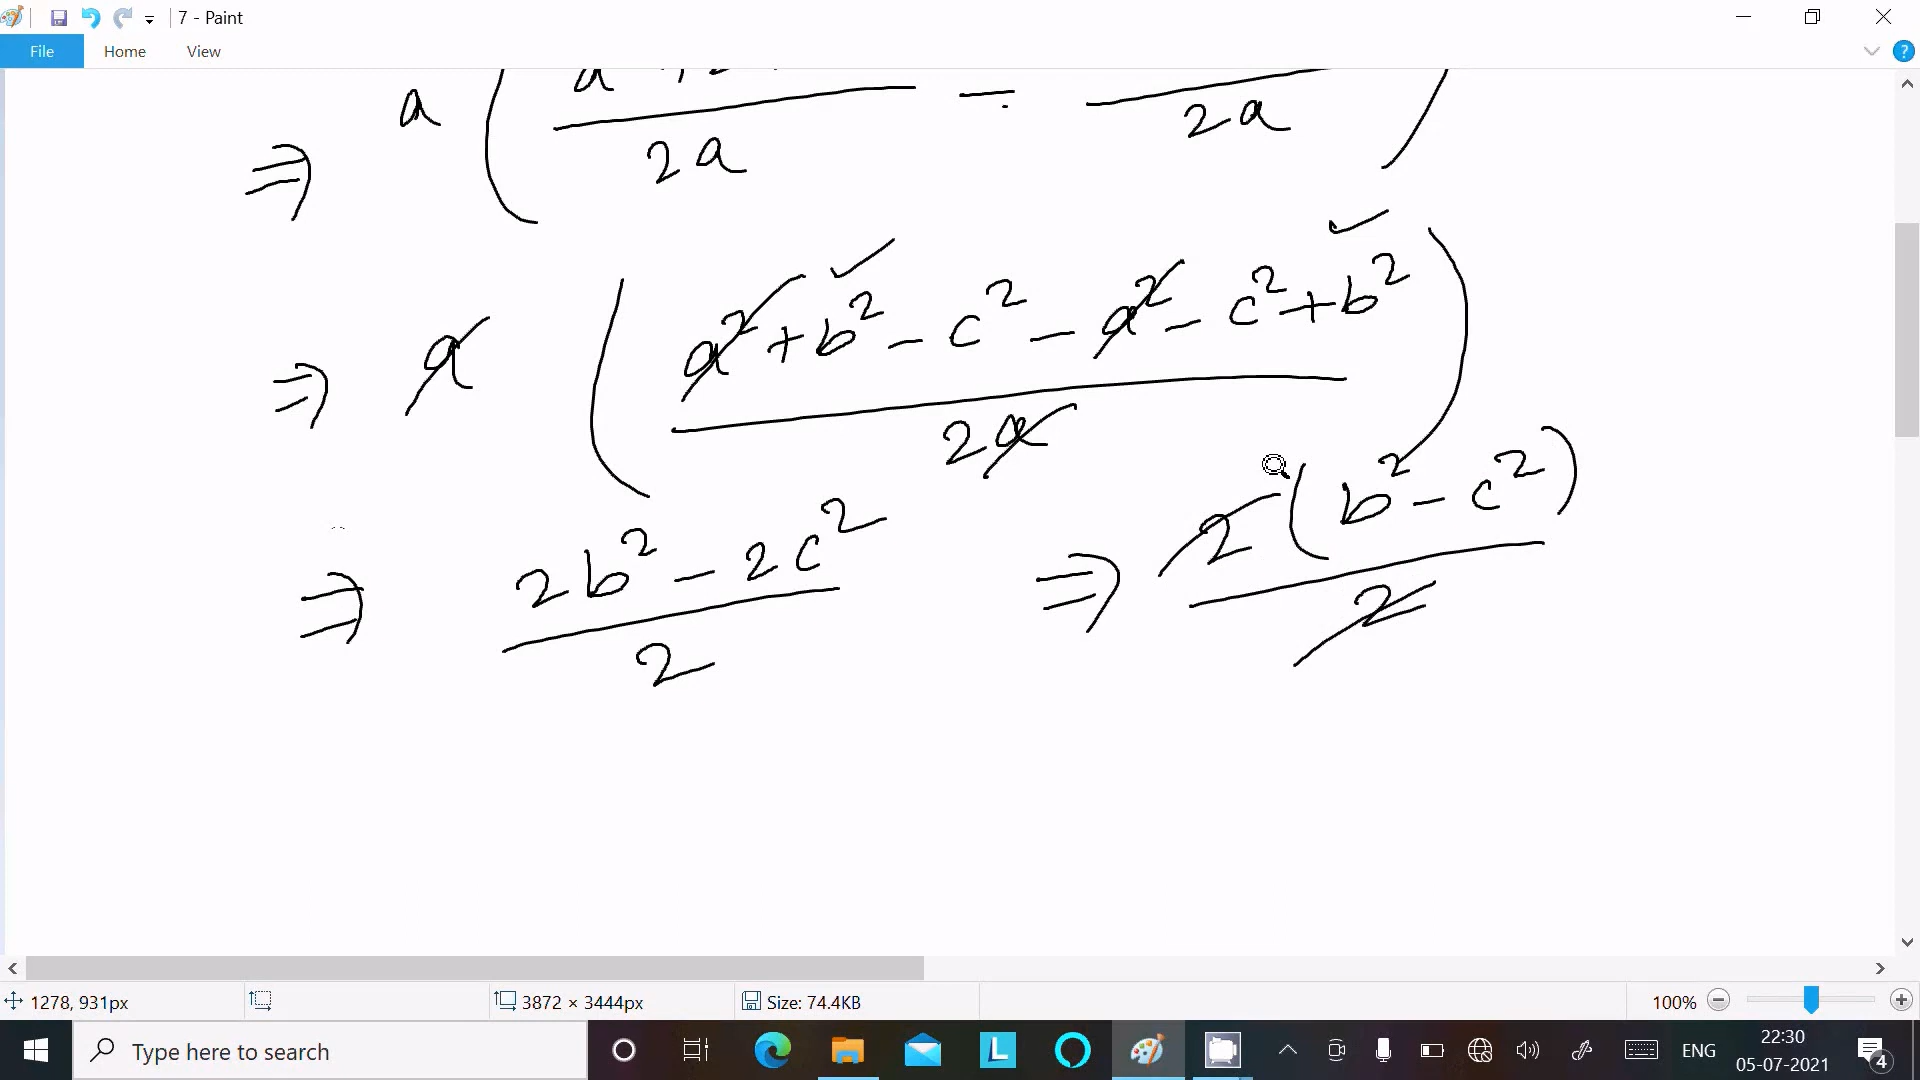 7 - Paint
File Home View
⇒ a ( / 2a - / 2a )
⇒ a ( a² + b² - c² - a² - c² + b² / 2a )
⇒ 2b² - 2c² / 2 ⇒ 2 ( b² - c² ) / 2
1278, 931px 3872 × 3444px Size: 74.4KB 100%
Type here to search ENG 22:30
05-07-2021 4